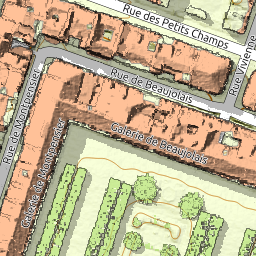 Rue des Petits Champs
Rue Vivienne
Rue de Beaujolais
Rue de Montpensier
Galerie de Beaujolais
Galerie de Montpensier